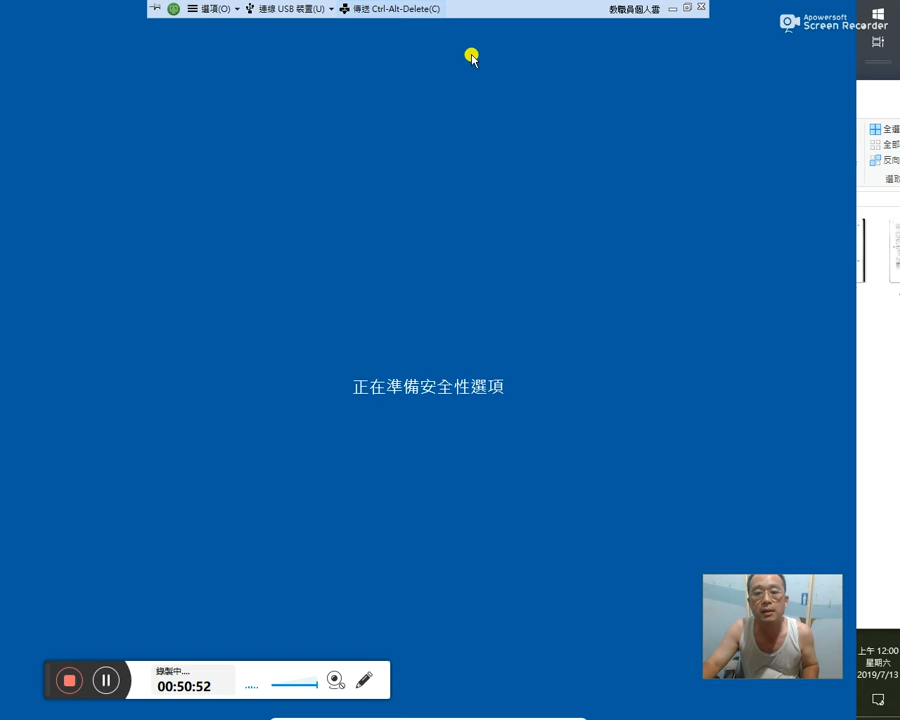 選項(O) 連線 USB 裝置(U) 傳送 Ctrl-Alt-Delete(C) 教職員個人雲
Apowersoft
Screen Recorder
全選
全部
反向
選取
正在準備安全性選項
錄製中....
00:50:52
上午 12:00
星期六
2019/7/13